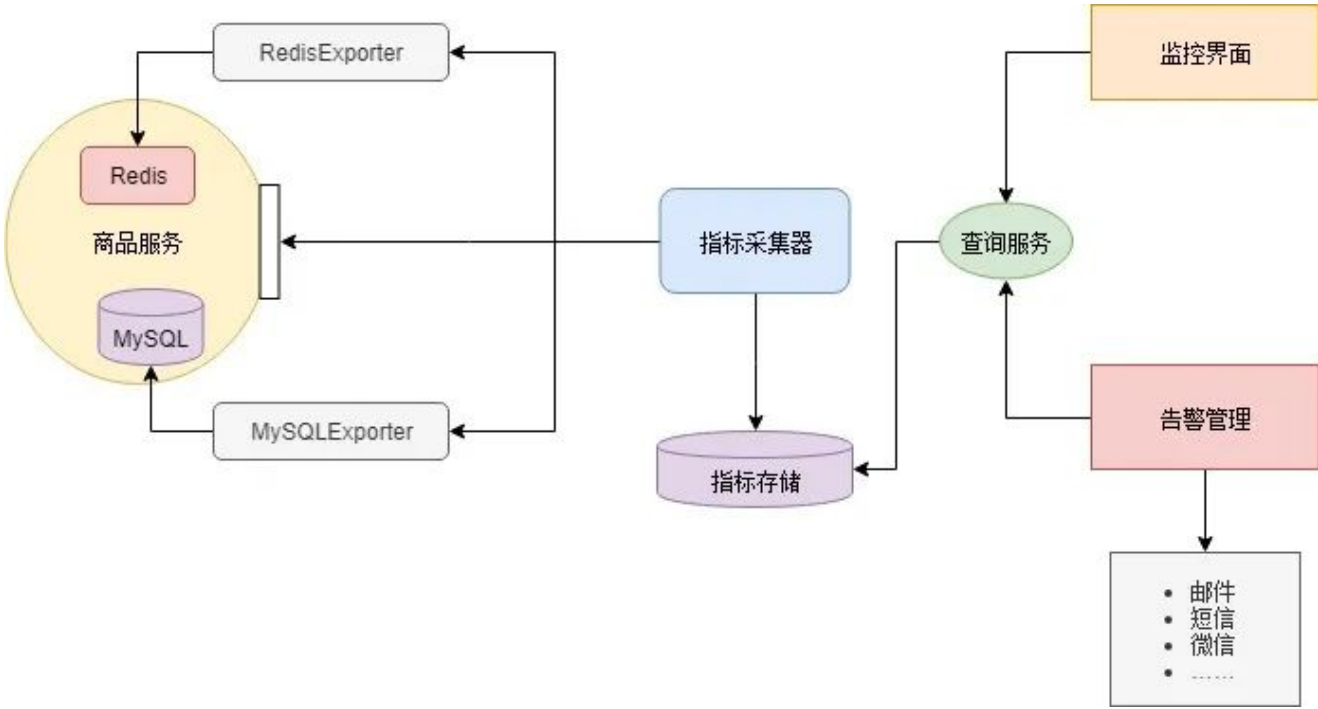 RedisExporter
监控界面
Redis
商品服务
指标采集器
查询服务
MySQL
MySQLExporter
告警管理
指标存储
• 邮件
• 短信
• 微信
• ……